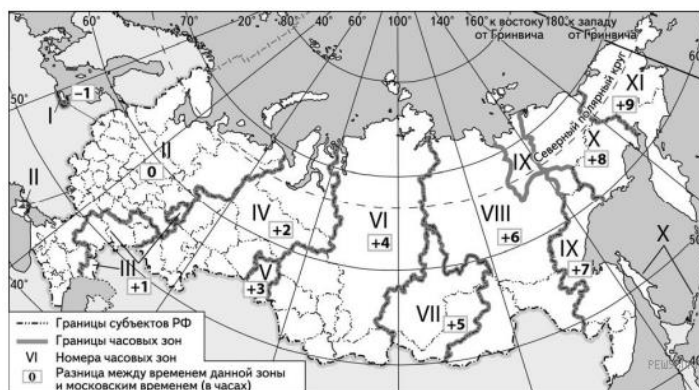 60° 70° 80° 60° 40° 80° 100° 140° 160° к востоку от Гринвича 180° к западу от Гринвича
60°
50°
40°
Северный полярный круг
I -1
II 0
II
III +1
IV +2
V +3
VI +4
VII +5
VIII +6
IX
IX +7
X +8
X
XI +9
Границы субъектов РФ
Границы часовых зон
VI Номера часовых зон
0 Разница между временем данной зоны
и московским временем (в часах)